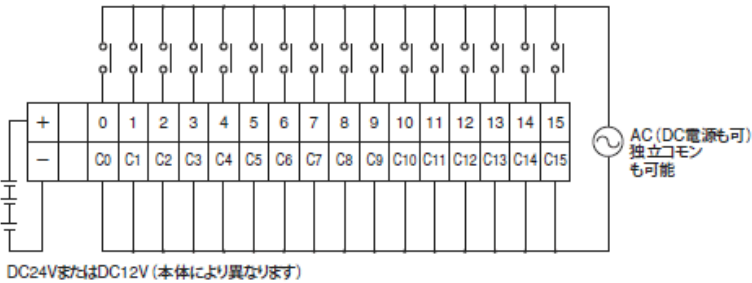 + 0 1 2 3 4 5 6 7 8 9 10 11 12 13 14 15
− C0 C1 C2 C3 C4 C5 C6 C7 C8 C9 C10 C11 C12 C13 C14 C15
AC(DC電源も可)
独立コモン
も可能
DC24VまたはDC12V(本体により異なります)